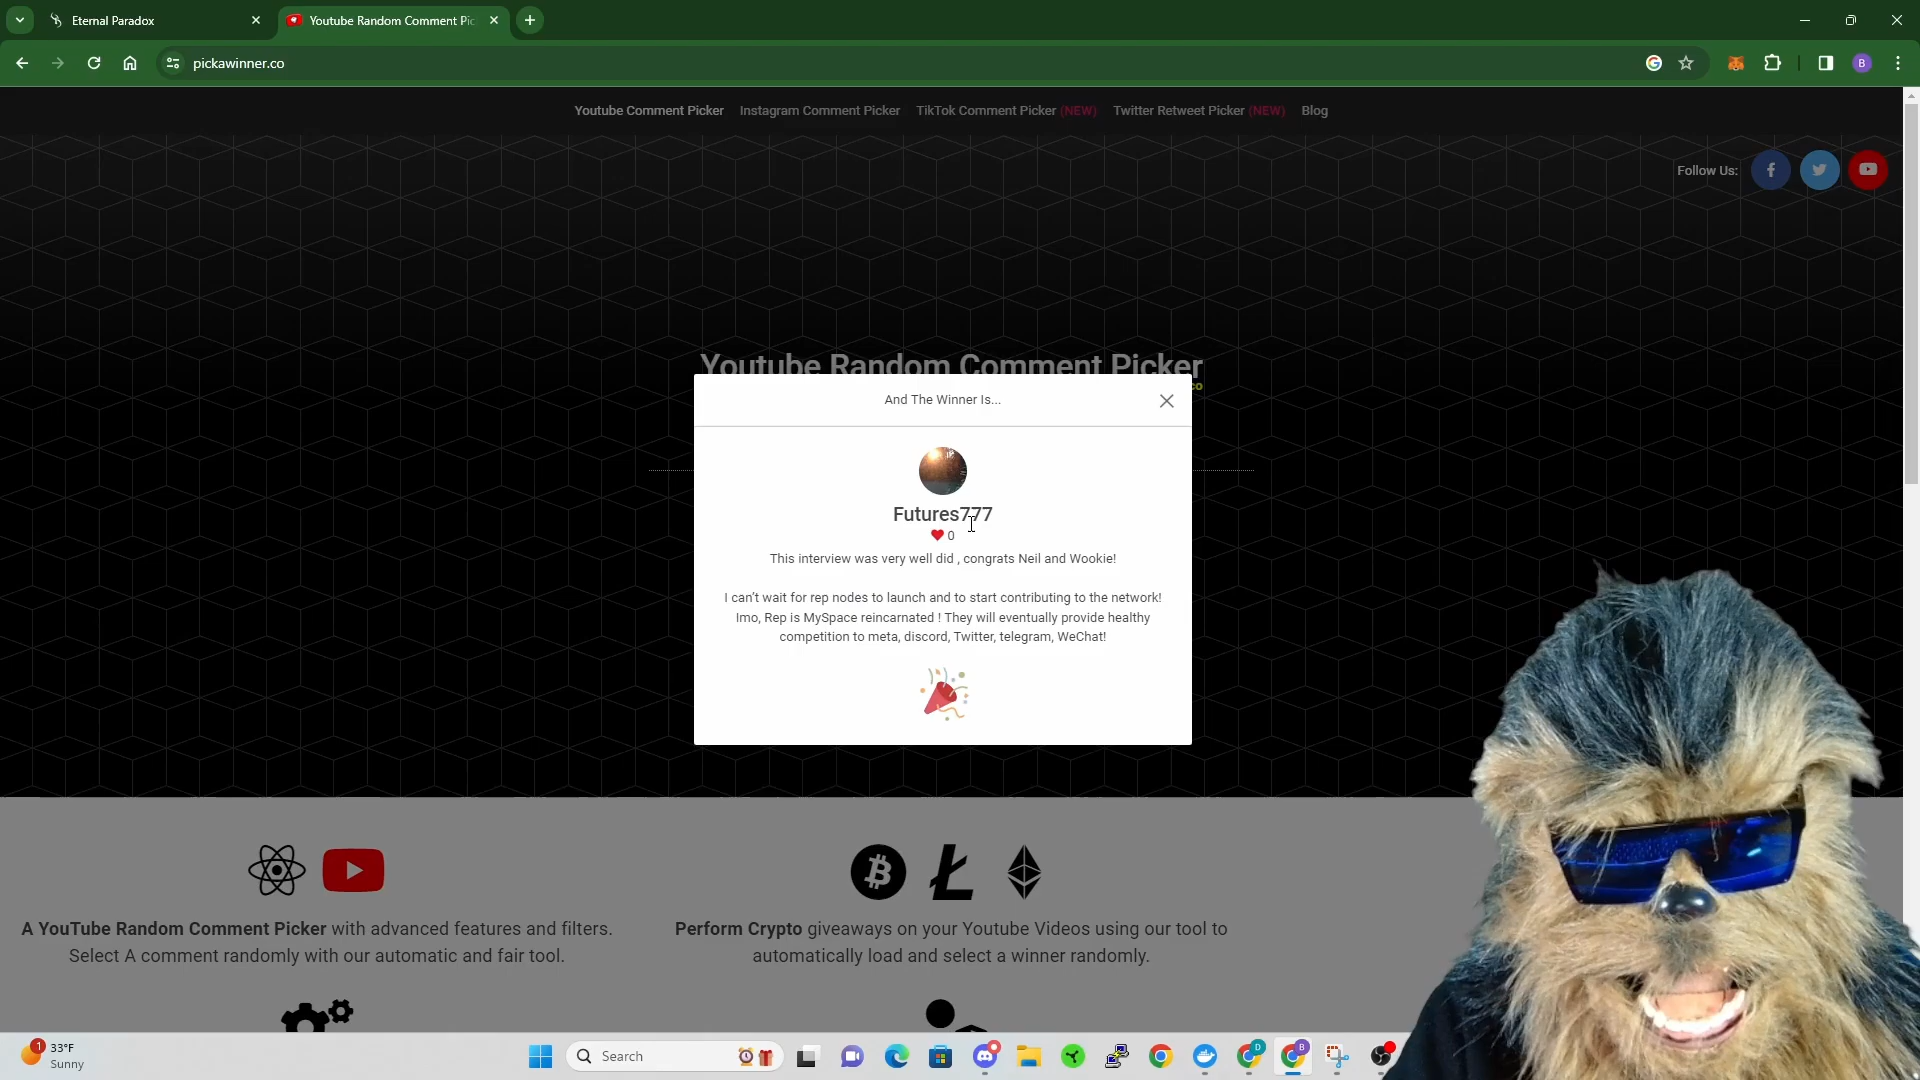 Eternal Paradox
Youtube Random Comment Pic
pickawinner.co
B
Youtube Comment Picker Instagram Comment Picker TikTok Comment Picker (NEW) Twitter Retweet Picker (NEW) Blog
Follow Us:
Youtube Random Comment Picker
co
And The Winner Is...
Futures777
0
This interview was very well did , congrats Neil and Wookie!
I can’t wait for rep nodes to launch and to start contributing to the network!
Imo, Rep is MySpace reincarnated ! They will eventually provide healthy
competition to meta, discord, Twitter, telegram, WeChat!
A YouTube Random Comment Picker with advanced features and filters.
Select A comment randomly with our automatic and fair tool.
Perform Crypto giveaways on your Youtube Videos using our tool to
automatically load and select a winner randomly.
1
33°F
Sunny
Search
D
B